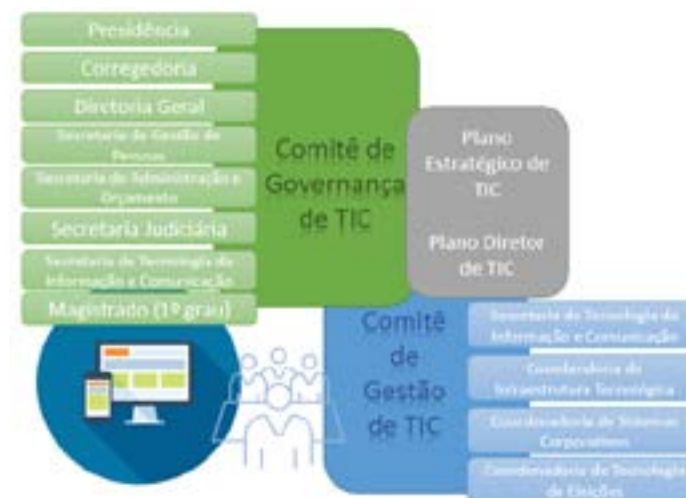 Presidência
Corregedoria
Diretoria Geral
Secretaria de Gestão de
Pessoas
Secretaria de Administração e
Orçamento
Secretaria Judiciária
Secretaria de Tecnologia da
Informação e Comunicação
Magistrado (1º grau)
Comitê de
Governança
de TIC
Plano
Estratégico de
TIC
Plano Diretor
de TIC
Comitê
de
Gestão
de TIC
Secretaria de Tecnologia da
Informação e Comunicação
Coordenadoria de
Infraestrutura Tecnológica
Coordenadoria de Sistemas
Corporativos
Coordenadoria de Tecnologia
de Eleições